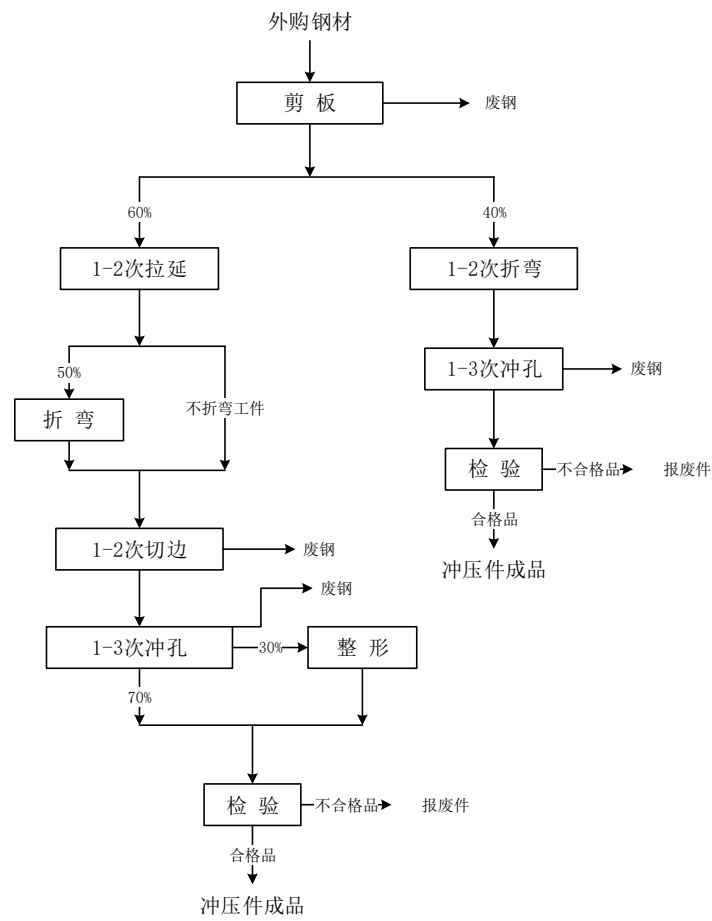 外购钢材
剪 板
废钢
60%
40%
1-2次拉延
1-2次折弯
50%
1-3次冲孔
废钢
折 弯
不折弯工件
检 验
不合格品
报废件
合格品
1-2次切边
废钢
冲压件成品
废钢
1-3次冲孔
30%
整 形
70%
检 验
不合格品
报废件
合格品
冲压件成品